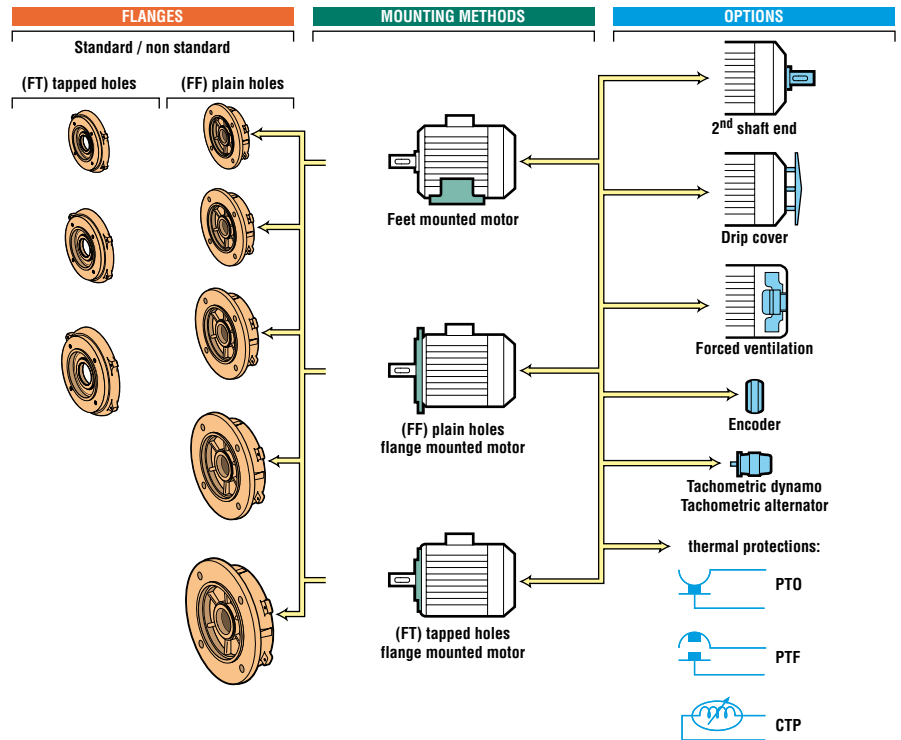 FLANGES
Standard / non standard
(FT) tapped holes
(FF) plain holes
MOUNTING METHODS
Feet mounted motor
(FF) plain holes
flange mounted motor
(FT) tapped holes
flange mounted motor
OPTIONS
2nd shaft end
Drip cover
Forced ventilation
Encoder
Tachometric dynamo
Tachometric alternator
thermal protections:
PTO
PTF
CTP